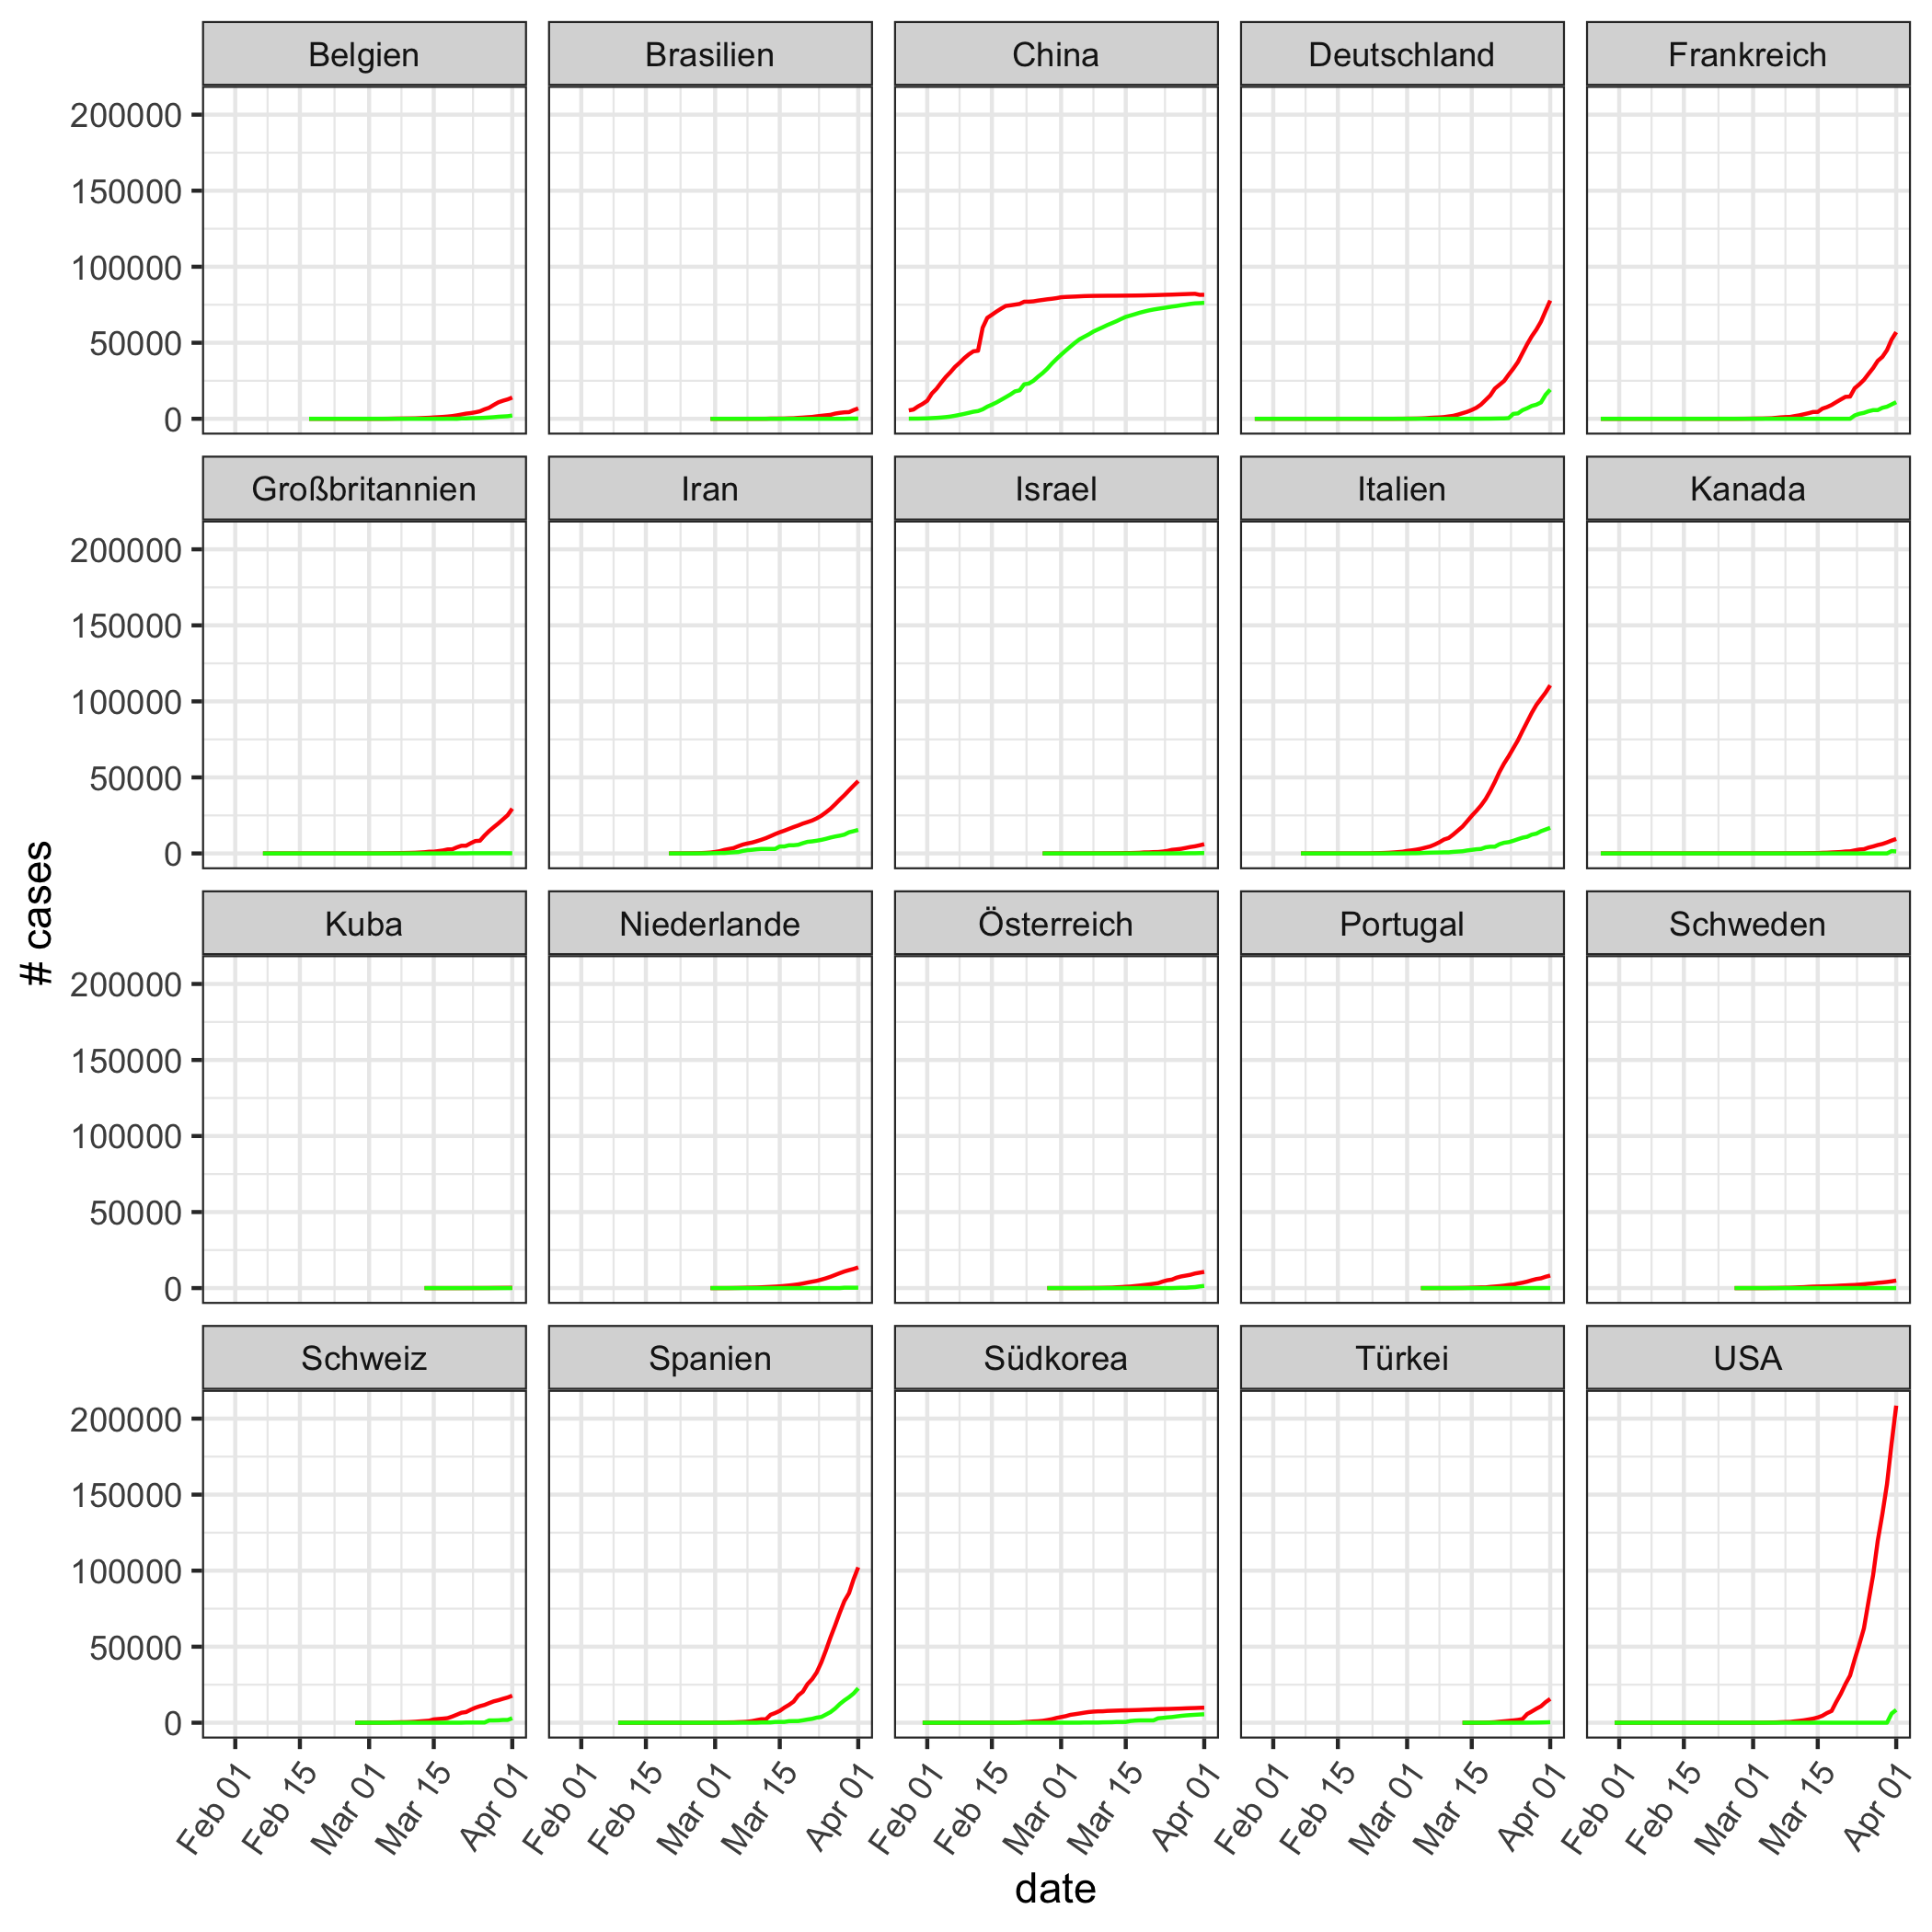 Belgien Brasilien China Deutschland Frankreich
200000
150000
100000
50000
0
Großbritannien Iran Israel Italien Kanada
200000
150000
100000
50000
0
# cases
Kuba Niederlande Österreich Portugal Schweden
200000
150000
100000
50000
0
Schweiz Spanien Südkorea Türkei USA
200000
150000
100000
50000
0
Feb 01 Feb 15 Mar 01 Mar 15 Apr 01 Feb 01 Feb 15 Mar 01 Mar 15 Apr 01 Feb 01 Feb 15 Mar 01 Mar 15 Apr 01 Feb 01 Feb 15 Mar 01 Mar 15 Apr 01 Feb 01 Feb 15 Mar 01 Mar 15 Apr 01
date